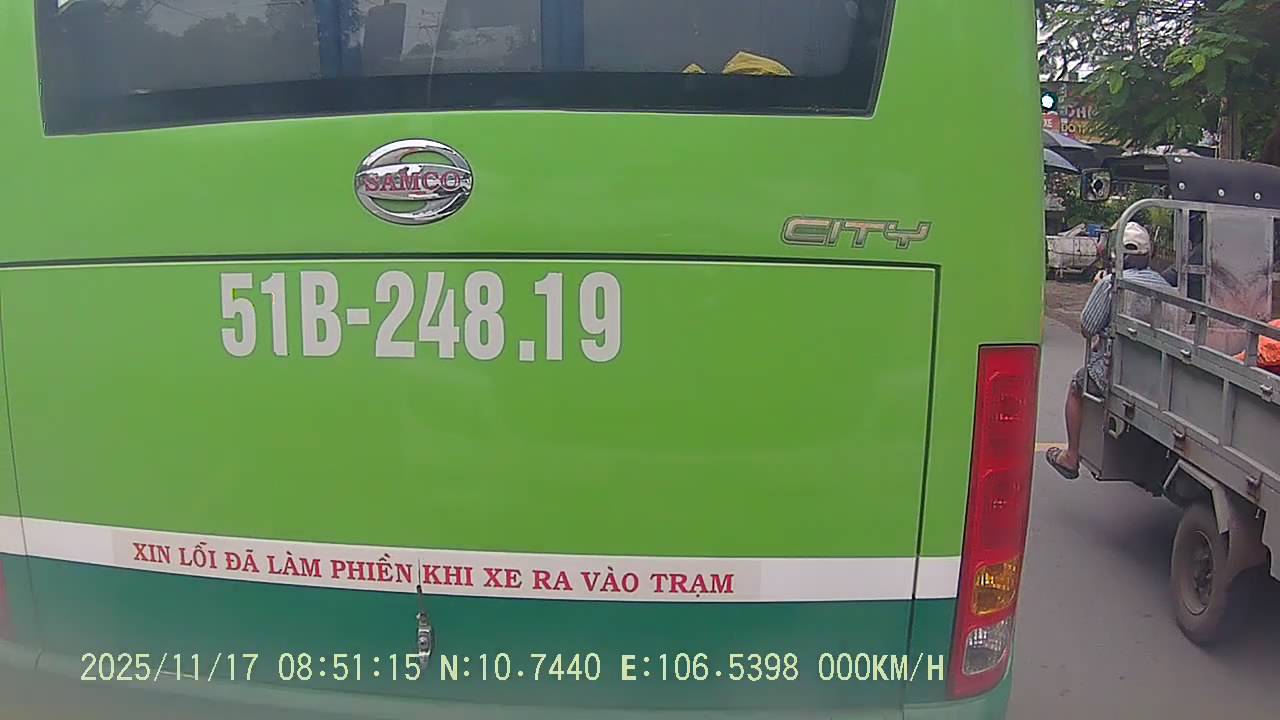 SAMCO
CITY
51B-248.19
XIN LỖI ĐÃ LÀM PHIỀN KHI XE RA VÀO TRẠM
2025/11/17 08:51:15 N:10.7440 E:106.5398 000KM/H